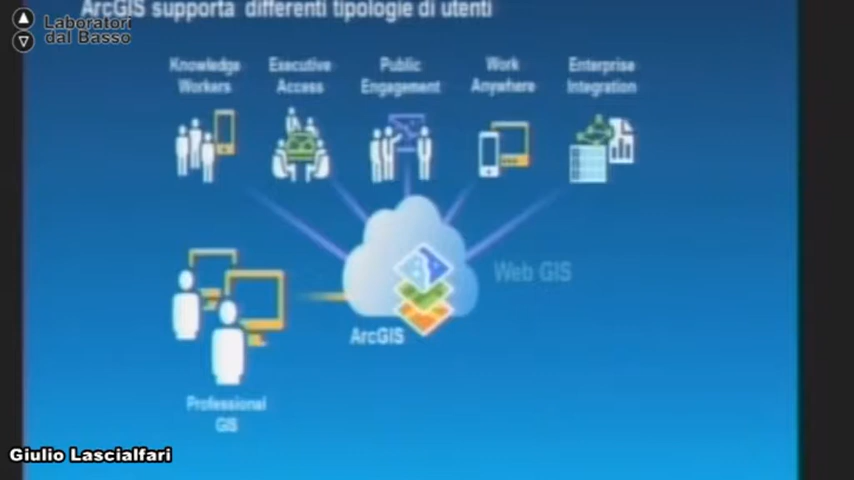 ArcGIS supporta differenti tipologie di utenti
Laboratori
dal Basso
Knowledge
Workers
Executive
Access
Public
Engagement
Work
Anywhere
Enterprise
Integration
Web GIS
ArcGIS
Professional
GIS
Giulio Lascialfari